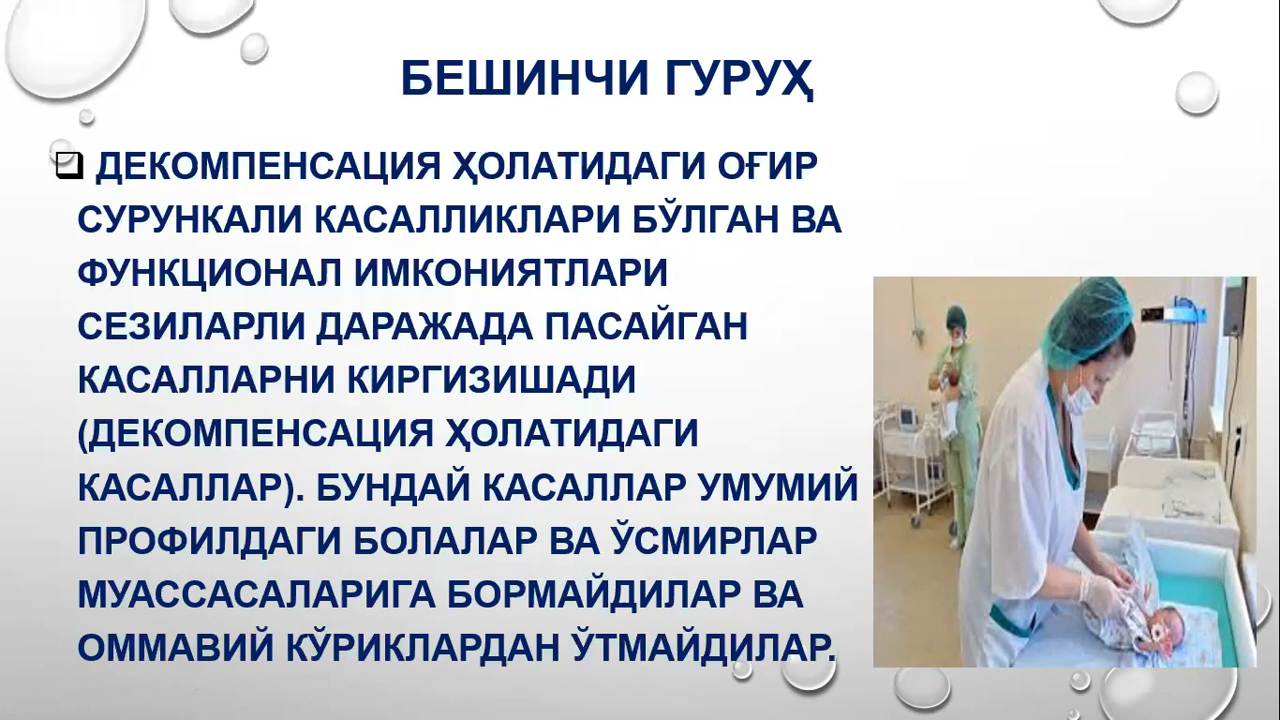 БЕШИНЧИ ГУРУҲ
ДЕКОМПЕНСАЦИЯ ҲОЛАТИДАГИ ОҒИР
СУРУНКАЛИ КАСАЛЛИКЛАРИ БЎЛГАН ВА
ФУНКЦИОНАЛ ИМКОНИЯТЛАРИ
СЕЗИЛАРЛИ ДАРАЖАДА ПАСАЙГАН
КАСАЛЛАРНИ КИРГИЗИШАДИ
(ДЕКОМПЕНСАЦИЯ ҲОЛАТИДАГИ
КАСАЛЛАР). БУНДАЙ КАСАЛЛАР УМУМИЙ
ПРОФИЛДАГИ БОЛАЛАР ВА ЎСМИРЛАР
МУАССАСАЛАРИГА БОРМАЙДИЛАР ВА
ОММАВИЙ КЎРИКЛАРДАН ЎТМАЙДИЛАР.